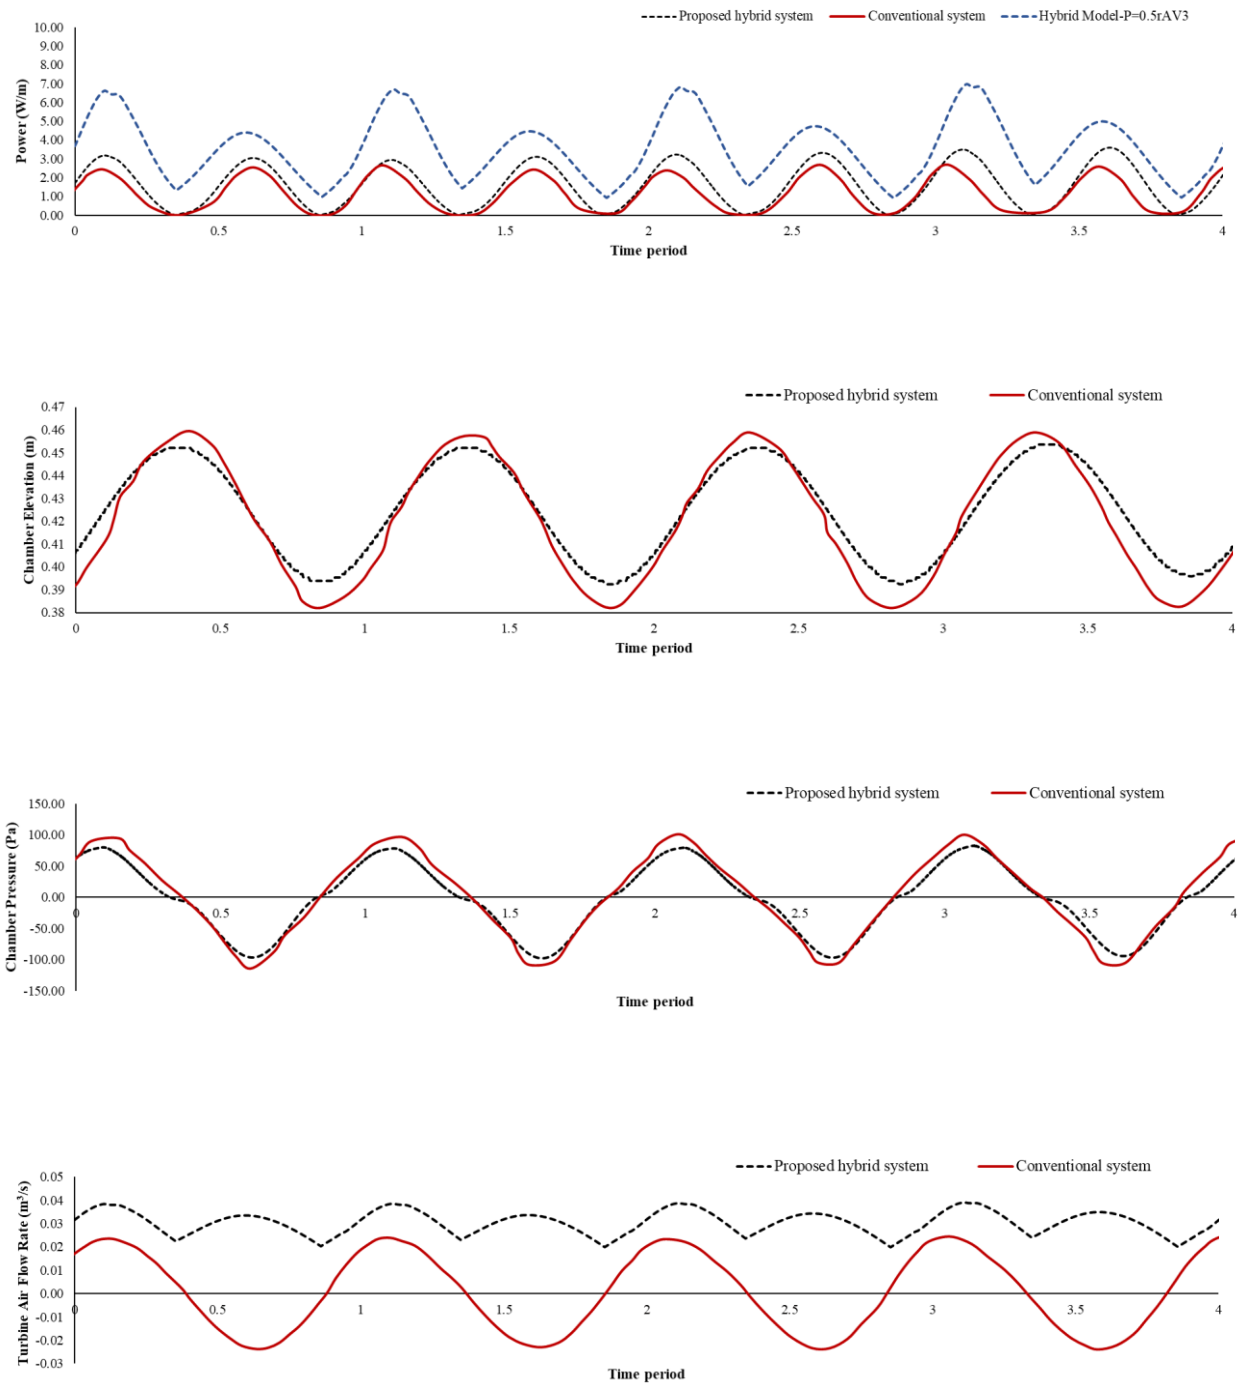 Proposed hybrid system Conventional system Hybrid Model-P=0.5rAV3
Power (W/m)
10.00
9.00
8.00
7.00
6.00
5.00
4.00
3.00
2.00
1.00
0.00
0 0.5 1 1.5 2 2.5 3 3.5 4
Time period
Proposed hybrid system Conventional system
Chamber Elevation (m)
0.47
0.46
0.45
0.44
0.43
0.42
0.41
0.40
0.39
0.38
0 0.5 1 1.5 2 2.5 3 3.5 4
Time period
Proposed hybrid system Conventional system
Chamber Pressure (Pa)
150.00
100.00
50.00
0.00
-50.00
-100.00
-150.00
0 0.5 1 1.5 2 2.5 3 3.5 4
Time period
Proposed hybrid system Conventional system
Turbine Air Flow Rate (m³/s)
0.05
0.04
0.03
0.02
0.01
0.00
-0.01
-0.02
-0.03
0 0.5 1 1.5 2 2.5 3 3.5 4
Time period